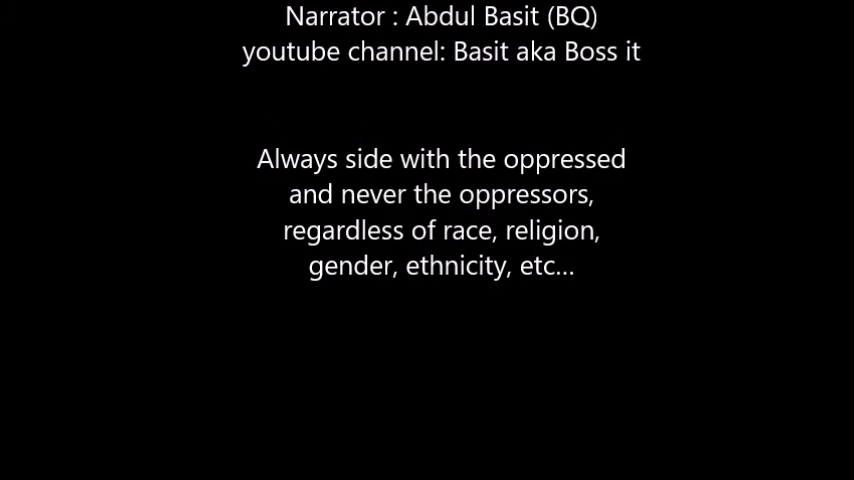 Narrator : Abdul Basit (BQ)
youtube channel: Basit aka Boss it
Always side with the oppressed
and never the oppressors,
regardless of race, religion,
gender, ethnicity, etc...